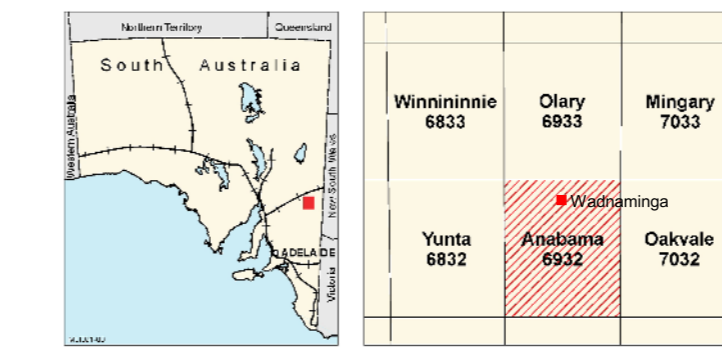 Northern Territory
Queensland
South Australia
Western Australia
New South Wales
ADELAIDE
Victoria
Winnininnie
6833
Olary
6933
Mingary
7033
Wadnaminga
Yunta
6832
Anabama
6932
Oakvale
7032